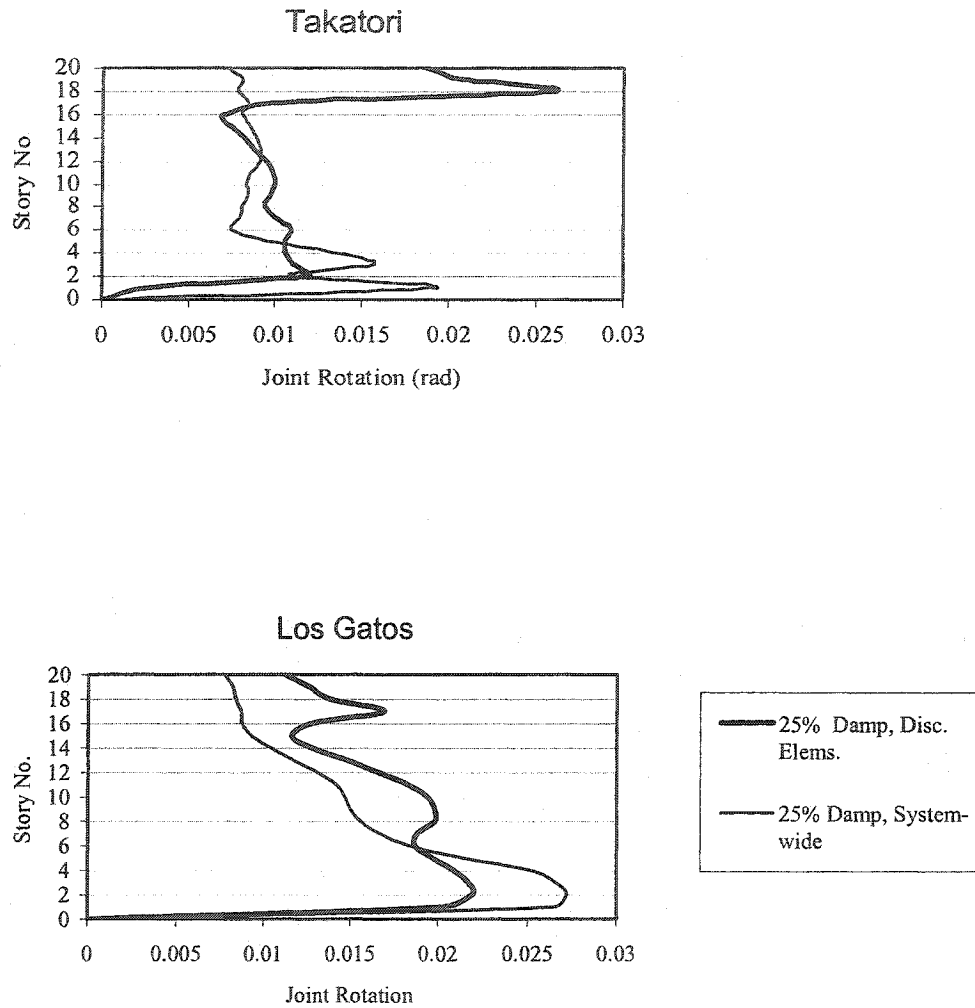 Takatori
20
18
16
14
12
10
8
6
4
2
0
Story No
0 0.005 0.01 0.015 0.02 0.025 0.03
Joint Rotation (rad)
Los Gatos
20
18
16
14
12
10
8
6
4
2
0
Story No.
0 0.005 0.01 0.015 0.02 0.025 0.03
Joint Rotation
25% Damp, Disc.
Elems.
25% Damp, System-
wide